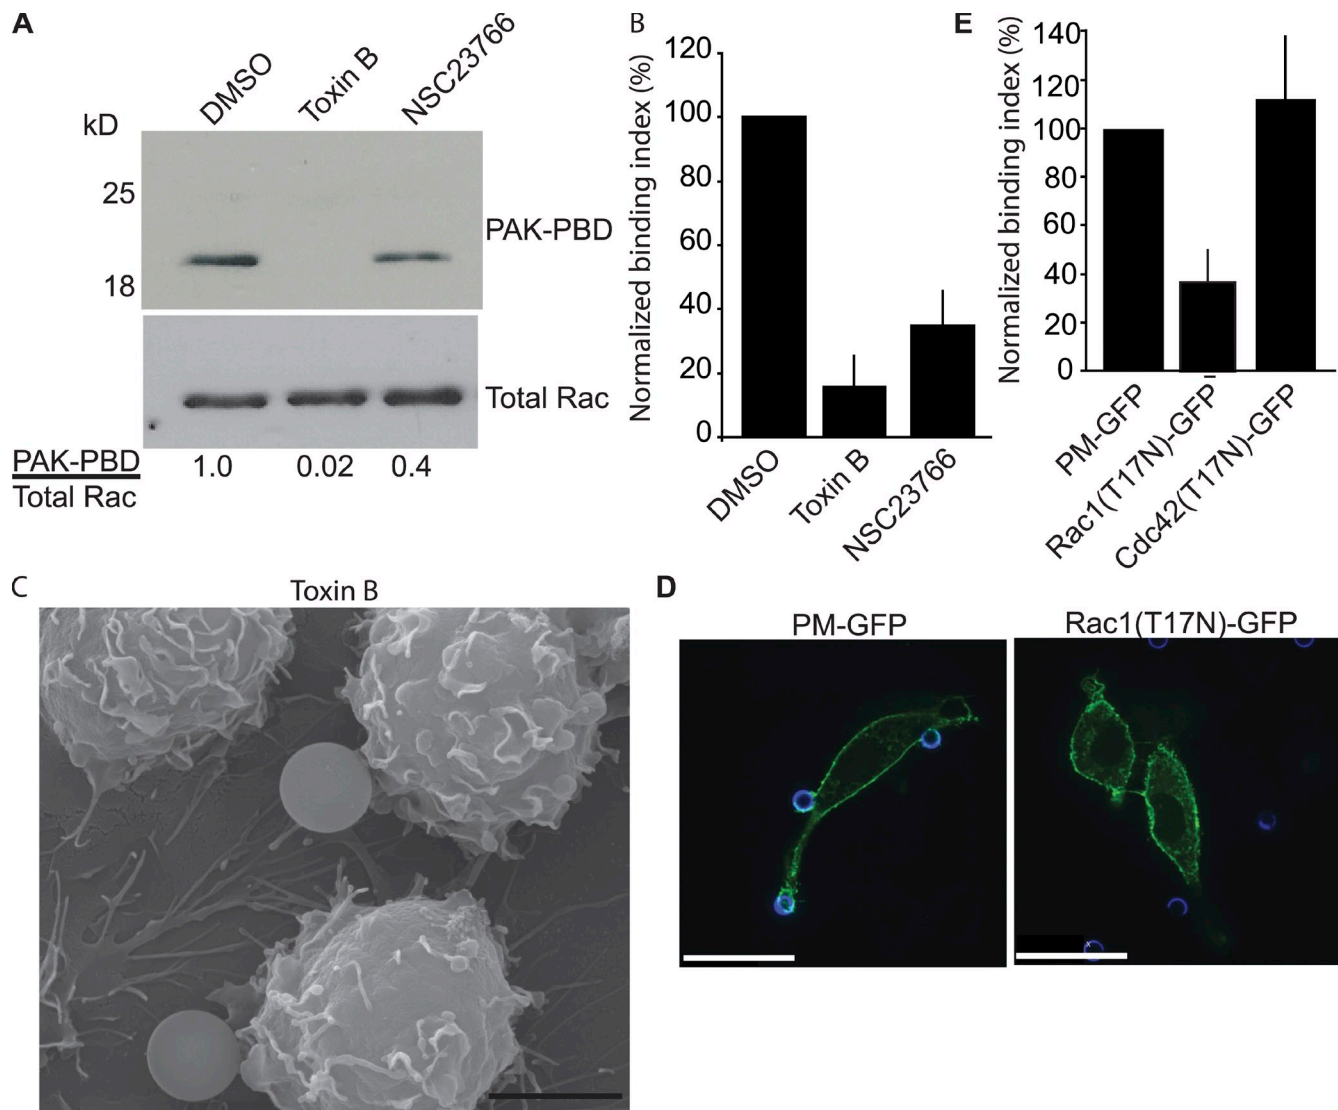 A
DMSO
Toxin B
NSC23766
kD
25
18
PAK-PBD
Total Rac
PAK-PBD
Total Rac
1.0
0.02
0.4
B
Normalized binding index (%)
120
100
80
60
40
20
0
DMSO
Toxin B
NSC23766
E
Normalized binding index (%)
140
120
100
80
60
40
20
0
PM-GFP
Rac1(T17N)-GFP
Cdc42(T17N)-GFP
C
Toxin B
D
PM-GFP
Rac1(T17N)-GFP
x